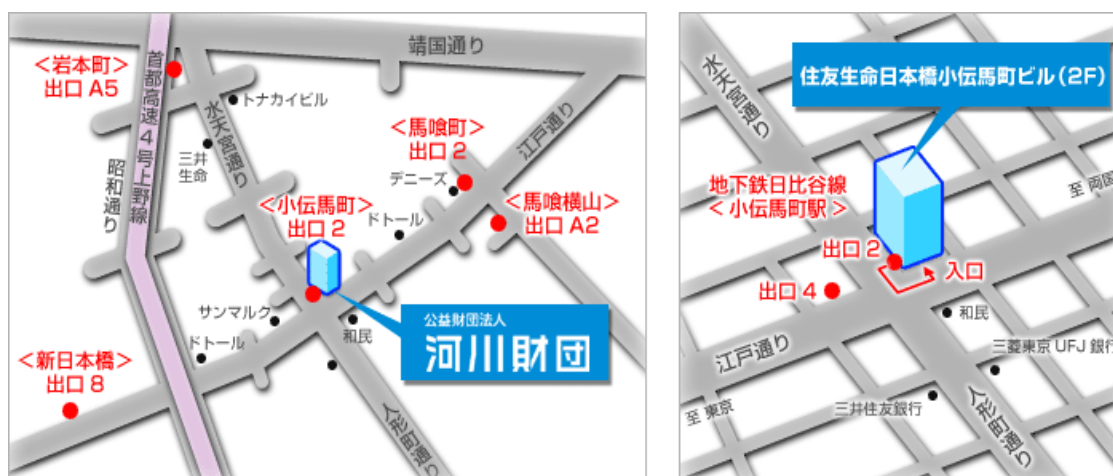 靖国通り
<岩本町>
出口 A5
首都高速4号上野線
昭和通り
水天宮通り
トナカイビル
三井
生命
<馬喰町>
出口 2
江戸通り
デニーズ
<馬喰横山>
出口 A2
<小伝馬町>
出口 2
ドトール
サンマルク
ドトール
和民
公益財団法人
河川財団
<新日本橋>
出口 8
人形町通り
水天宮通り
住友生命日本橋小伝馬町ビル(2F)
地下鉄日比谷線
<小伝馬町駅>
至 両国
出口 2
入口
出口 4
和民
江戸通り
三菱東京UFJ銀行
至 東京
三井住友銀行
人形町通り